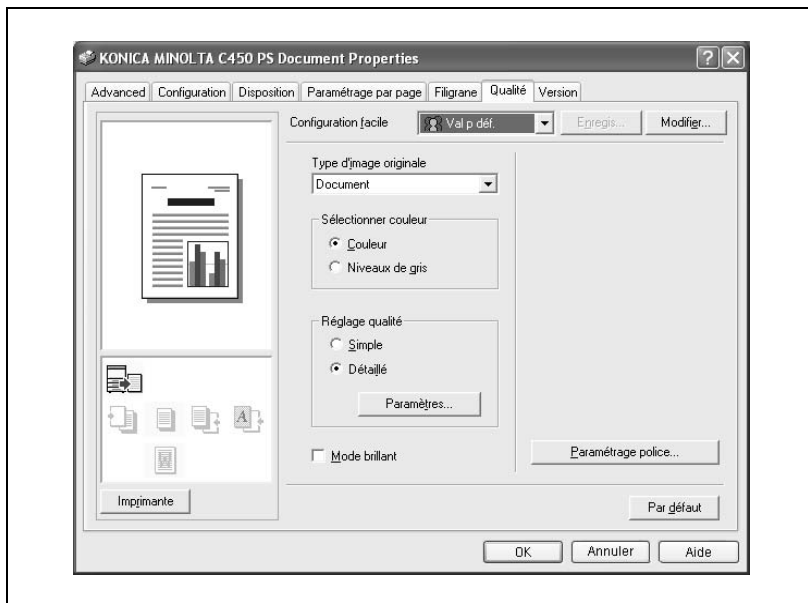 KONICA MINOLTA C450 PS Document Properties
Advanced Configuration Disposition Paramétrage par page Filigrane Qualité Version
Configuration facile Val p déf. Enregis... Modifier...
Type d'image originale
Document
Sélectionner couleur
Couleur
Niveaux de gris
Réglage qualité
Simple
Détaillé
Paramètres...
Mode brillant
Paramétrage police...
Imprimante
Par défaut
OK Annuler Aide